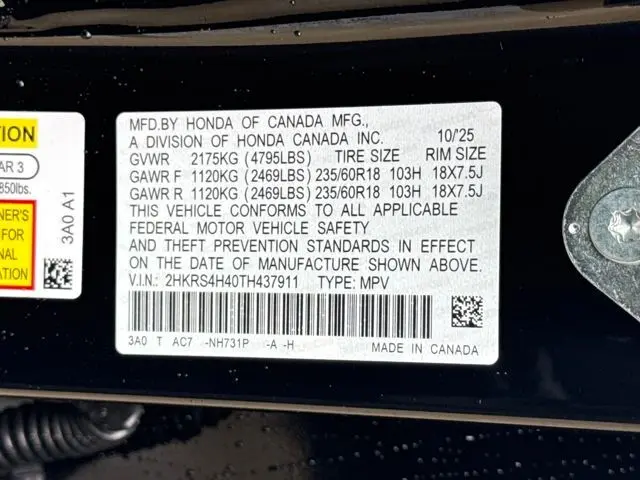 MFD.BY HONDA OF CANADA MFG.,
A DIVISION OF HONDA CANADA INC. 10/'25
GVWR 2175KG (4795LBS) TIRE SIZE RIM SIZE
GAWR F 1120KG (2469LBS) 235/60R18 103H 18X7.5J
GAWR R 1120KG (2469LBS) 235/60R18 103H 18X7.5J
THIS VEHICLE CONFORMS TO ALL APPLICABLE
FEDERAL MOTOR VEHICLE SAFETY
AND THEFT PREVENTION STANDARDS IN EFFECT
ON THE DATE OF MANUFACTURE SHOWN ABOVE.
V.I.N.: 2HKRS4H40TH437911 TYPE: MPV
3A0 T AC7 -NH731P -A -H MADE IN CANADA
AR 3
850lbs.
NER'S
FOR
NAL
ATION
3A0 A1